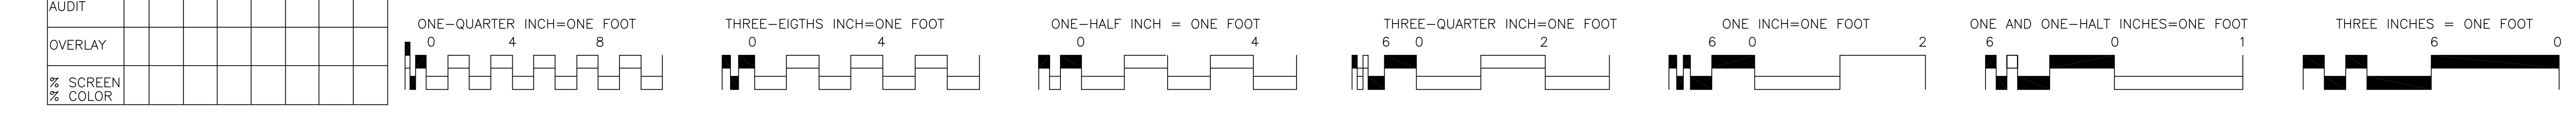 AUDIT
OVERLAY
% SCREEN
% COLOR
ONE-QUARTER INCH=ONE FOOT
0 4 8
THREE-EIGTHS INCH=ONE FOOT
0 4
ONE-HALF INCH = ONE FOOT
0 4
THREE-QUARTER INCH=ONE FOOT
6 0 2
ONE INCH=ONE FOOT
6 0 2
ONE AND ONE-HALT INCHES=ONE FOOT
6 0 1
THREE INCHES = ONE FOOT
6 0